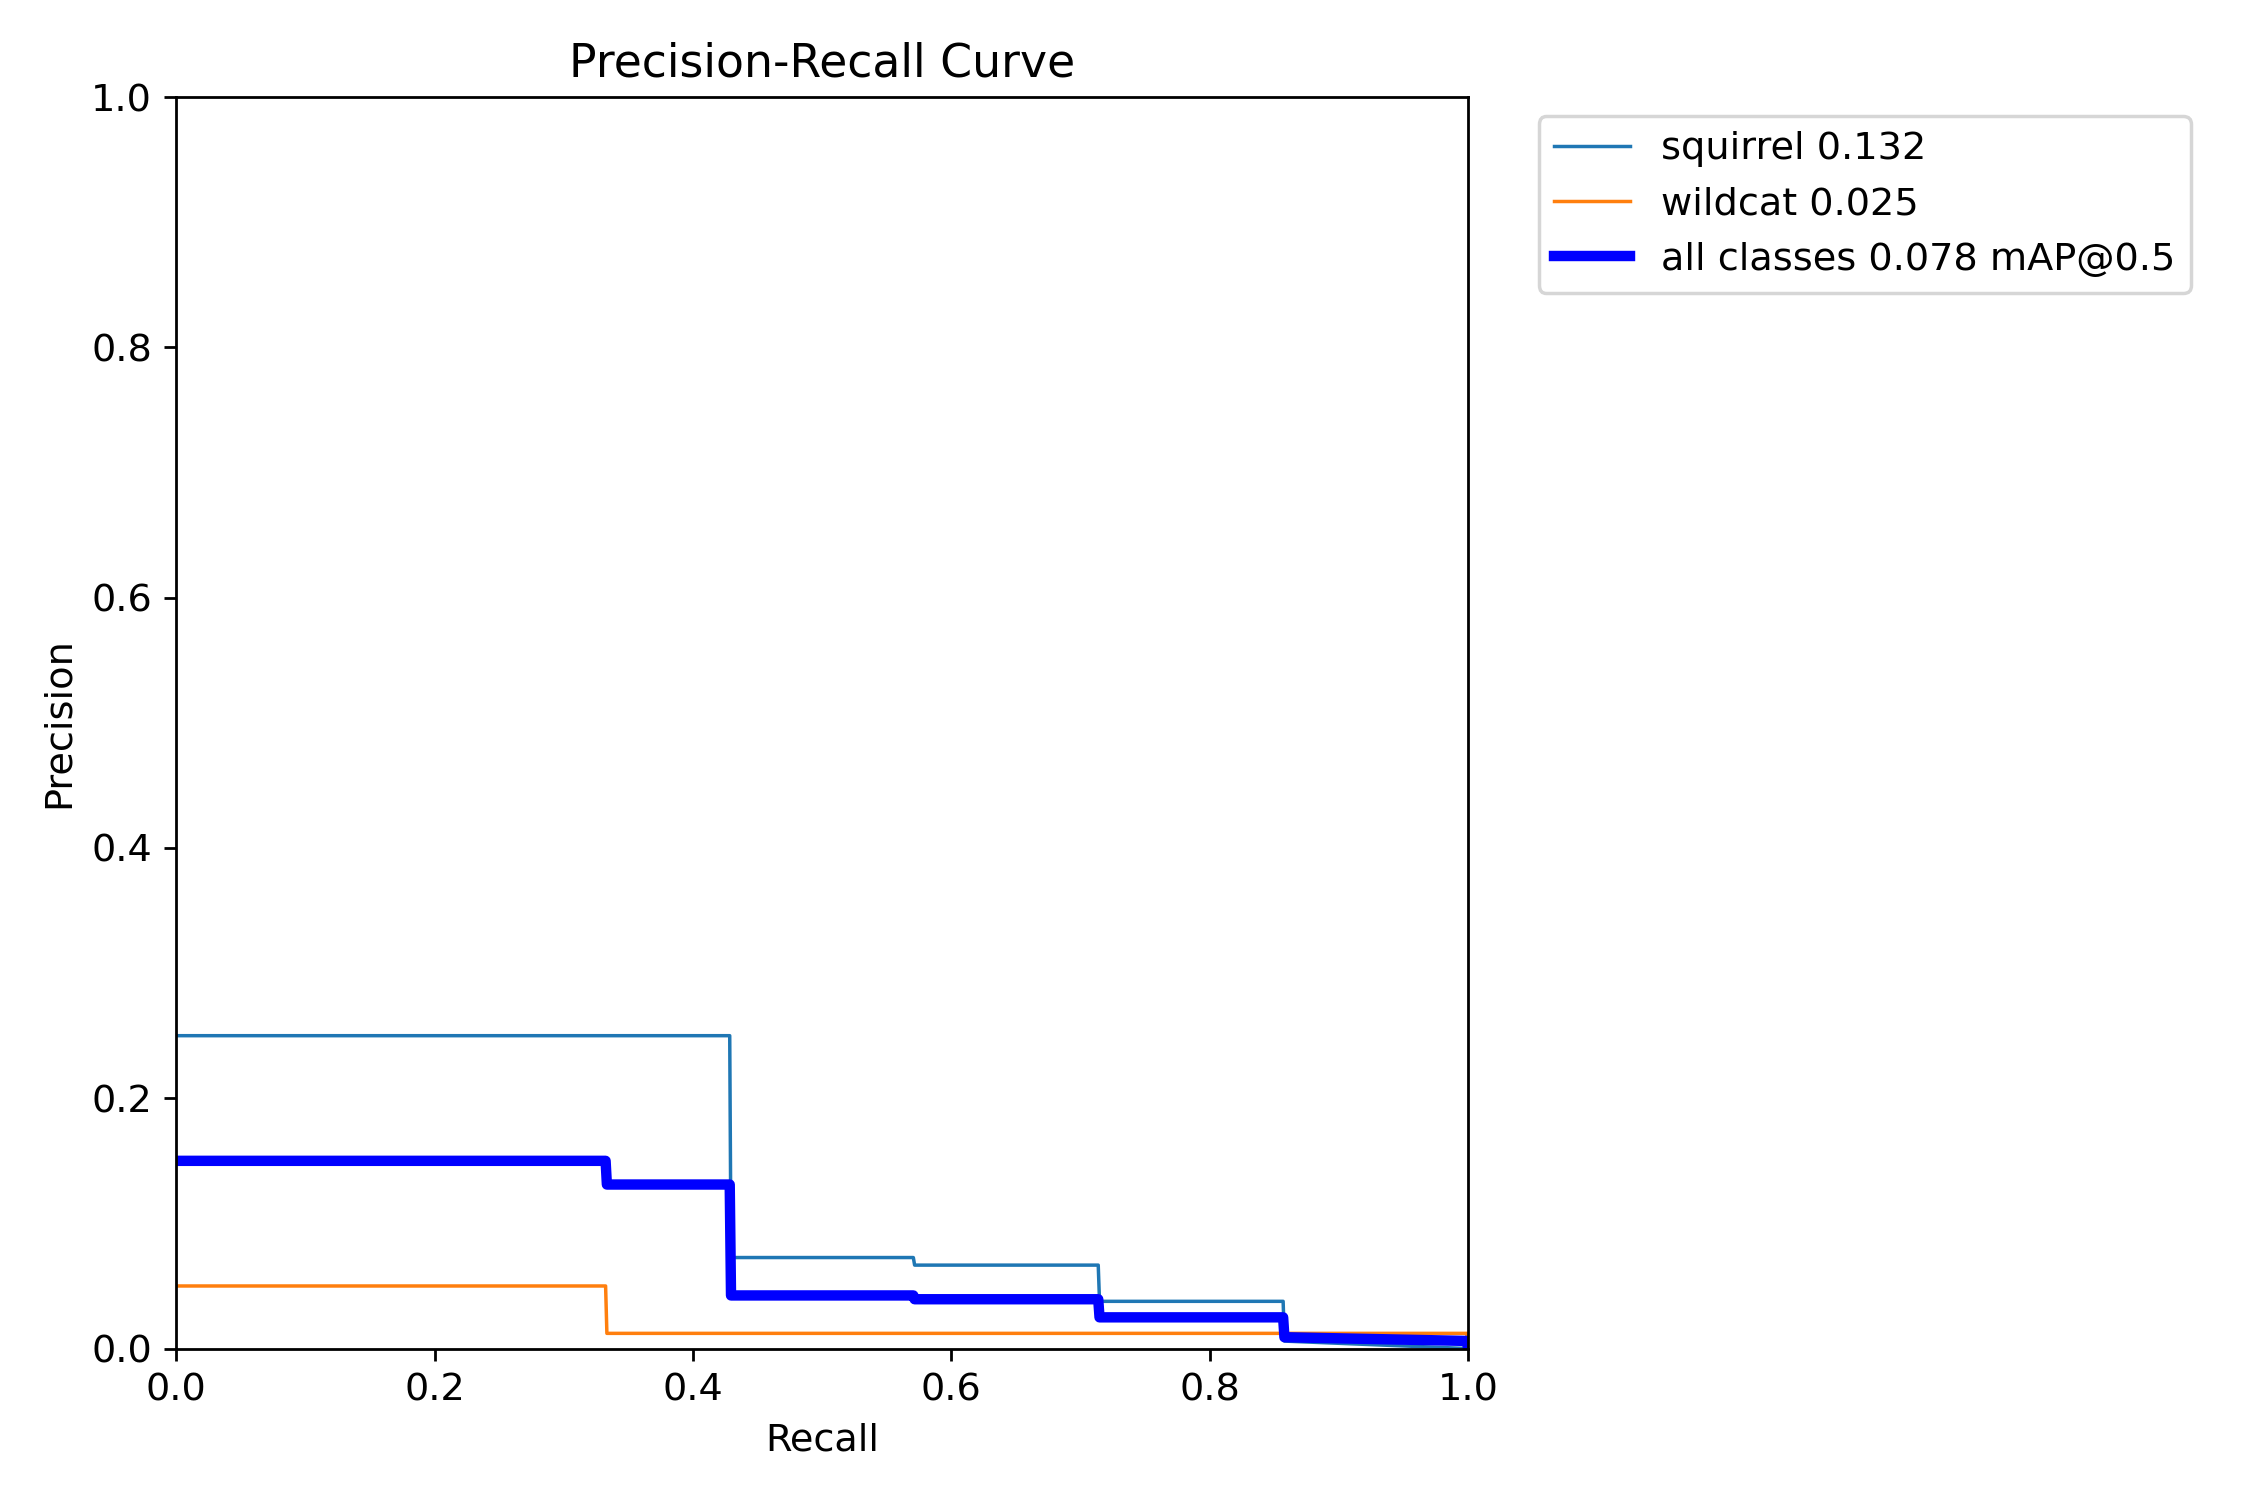 Precision-Recall Curve
1.0
0.8
0.6
0.4
0.2
0.0
Precision
0.0 0.2 0.4 0.6 0.8 1.0
Recall
squirrel 0.132
wildcat 0.025
all classes 0.078 mAP@0.5